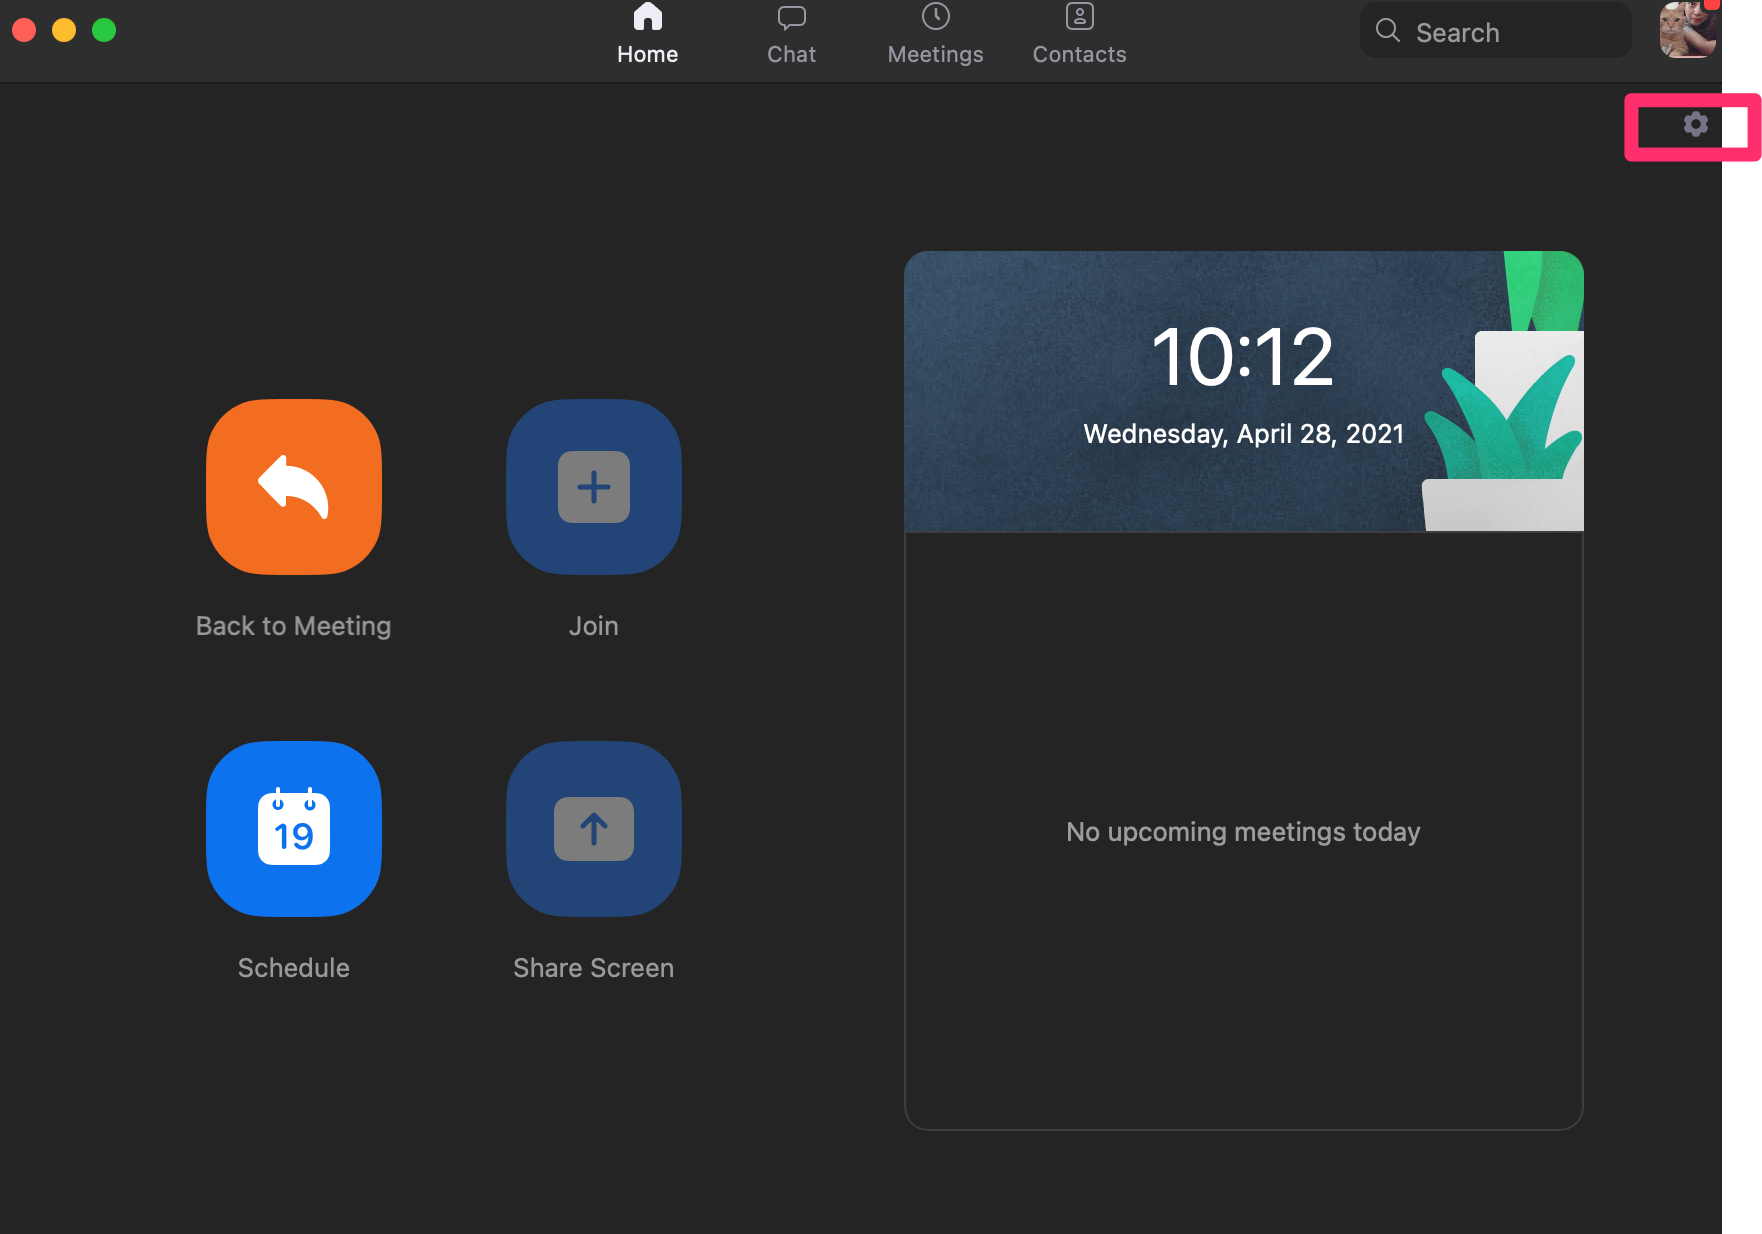 Home
Chat
Meetings
Contacts
Search
10:12
Wednesday, April 28, 2021
Back to Meeting
Join
19
Schedule
Share Screen
No upcoming meetings today